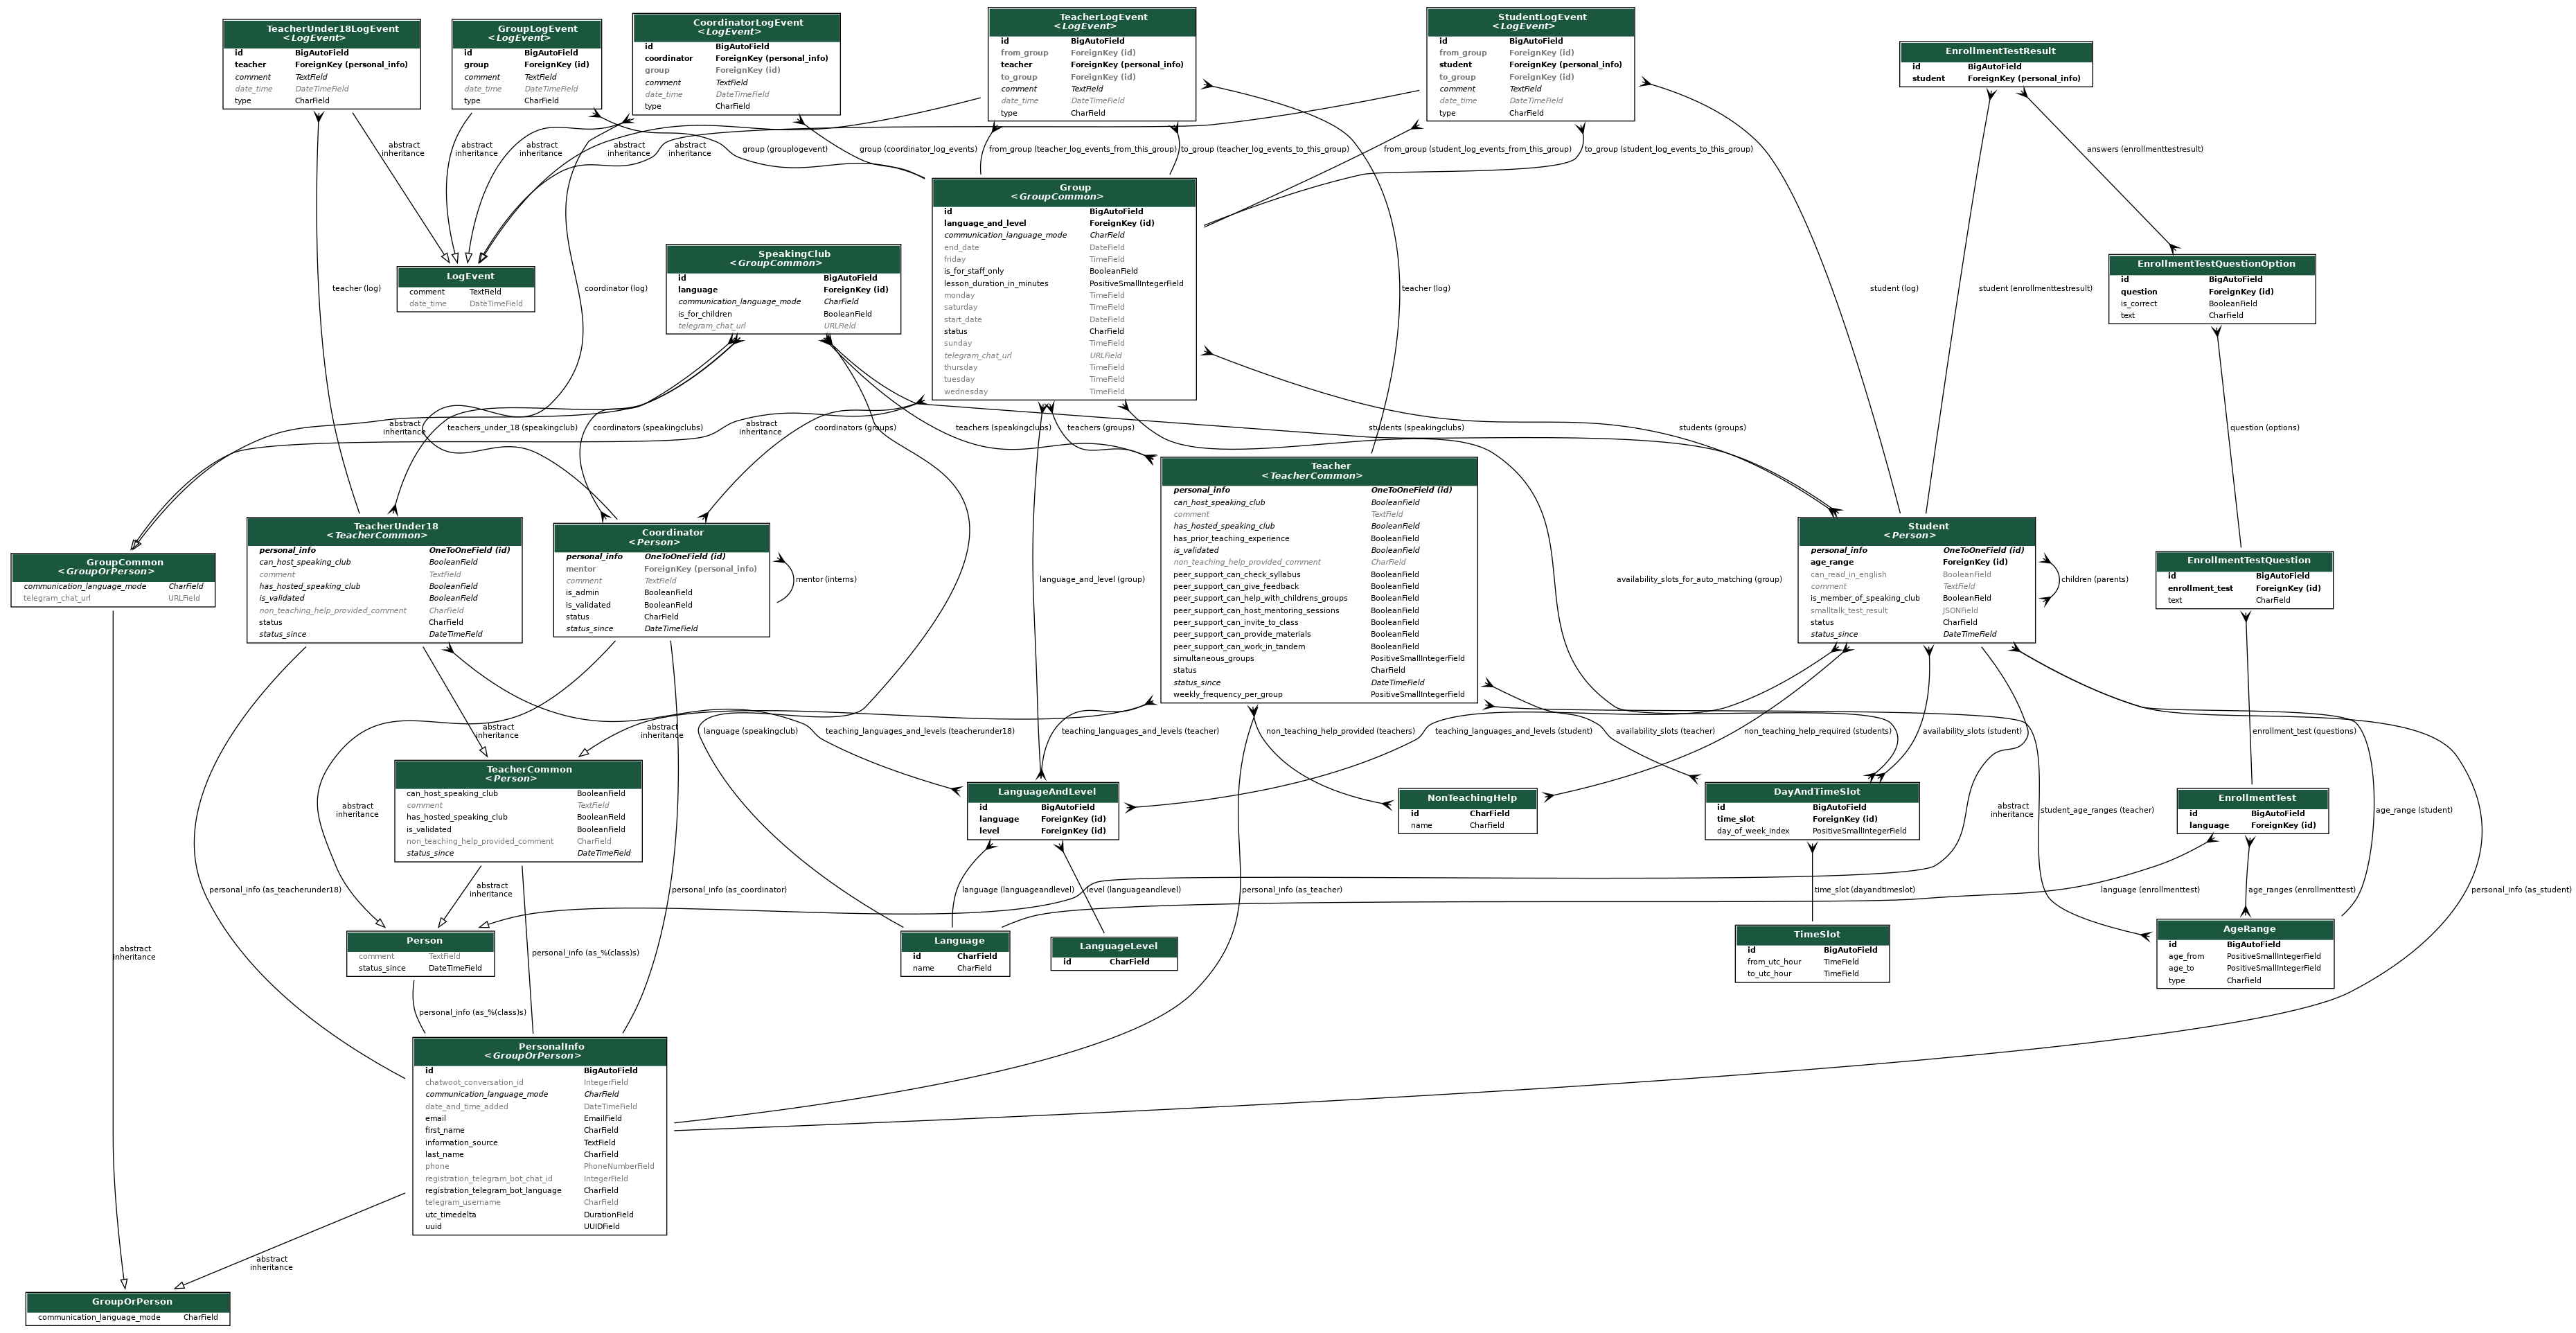 TeacherUnder18LogEvent
<LogEvent>
id BigAutoField
teacher ForeignKey (personal_info)
comment TextField
date_time DateTimeField
type CharField
GroupLogEvent
<LogEvent>
id BigAutoField
group ForeignKey (id)
comment TextField
date_time DateTimeField
type CharField
CoordinatorLogEvent
<LogEvent>
id BigAutoField
coordinator ForeignKey (personal_info)
group ForeignKey (id)
comment TextField
date_time DateTimeField
type CharField
TeacherLogEvent
<LogEvent>
id BigAutoField
from_group ForeignKey (id)
teacher ForeignKey (personal_info)
to_group ForeignKey (id)
comment TextField
date_time DateTimeField
type CharField
StudentLogEvent
<LogEvent>
id BigAutoField
from_group ForeignKey (id)
student ForeignKey (personal_info)
to_group ForeignKey (id)
comment TextField
date_time DateTimeField
type CharField
EnrollmentTestResult
id BigAutoField
student ForeignKey (personal_info)
abstract
inheritance
abstract
inheritance
abstract
inheritance
abstract
inheritance
abstract
inheritance
group (grouplogevent)
group (coordinator_log_events)
from_group (teacher_log_events_from_this_group)
to_group (teacher_log_events_to_this_group)
from_group (student_log_events_from_this_group)
to_group (student_log_events_to_this_group)
answers (enrollmenttestresult)
Group
<GroupCommon>
id BigAutoField
language_and_level ForeignKey (id)
communication_language_mode CharField
end_date DateField
friday TimeField
is_for_staff_only BooleanField
lesson_duration_in_minutes PositiveSmallIntegerField
monday TimeField
saturday TimeField
start_date DateField
status CharField
sunday TimeField
telegram_chat_url URLField
thursday TimeField
tuesday TimeField
wednesday TimeField
SpeakingClub
<GroupCommon>
id BigAutoField
language ForeignKey (id)
communication_language_mode CharField
is_for_children BooleanField
telegram_chat_url URLField
LogEvent
comment TextField
date_time DateTimeField
EnrollmentTestQuestionOption
id BigAutoField
question ForeignKey (id)
is_correct BooleanField
text CharField
teacher (log)
coordinator (log)
teacher (log)
student (log)
student (enrollmenttestresult)
abstract
inheritance
teachers_under_18 (speakingclub)
coordinators (speakingclubs)
abstract
inheritance
coordinators (groups)
teachers (speakingclubs)
teachers (groups)
students (speakingclubs)
students (groups)
question (options)
GroupCommon
<GroupOrPerson>
communication_language_mode CharField
telegram_chat_url URLField
TeacherUnder18
<TeacherCommon>
personal_info OneToOneField (id)
can_host_speaking_club BooleanField
comment TextField
has_hosted_speaking_club BooleanField
is_validated BooleanField
non_teaching_help_provided_comment CharField
status CharField
status_since DateTimeField
Coordinator
<Person>
personal_info OneToOneField (id)
mentor ForeignKey (personal_info)
comment TextField
is_admin BooleanField
is_validated BooleanField
status CharField
status_since DateTimeField
mentor (interns)
language_and_level (group)
Teacher
<TeacherCommon>
personal_info OneToOneField (id)
can_host_speaking_club BooleanField
comment TextField
has_hosted_speaking_club BooleanField
has_prior_teaching_experience BooleanField
is_validated BooleanField
non_teaching_help_provided_comment CharField
peer_support_can_check_syllabus BooleanField
peer_support_can_give_feedback BooleanField
peer_support_can_help_with_childrens_groups BooleanField
peer_support_can_host_mentoring_sessions BooleanField
peer_support_can_invite_to_class BooleanField
peer_support_can_provide_materials BooleanField
peer_support_can_work_in_tandem BooleanField
simultaneous_groups PositiveSmallIntegerField
status CharField
status_since DateTimeField
weekly_frequency_per_group PositiveSmallIntegerField
availability_slots_for_auto_matching (group)
Student
<Person>
personal_info OneToOneField (id)
age_range ForeignKey (id)
can_read_in_english BooleanField
comment TextField
is_member_of_speaking_club BooleanField
smalltalk_test_result JSONField
status CharField
status_since DateTimeField
children (parents)
EnrollmentTestQuestion
id BigAutoField
enrollment_test ForeignKey (id)
text CharField
abstract
inheritance
abstract
inheritance
language (speakingclub)
teaching_languages_and_levels (teacherunder18)
teaching_languages_and_levels (teacher)
non_teaching_help_provided (teachers)
teaching_languages_and_levels (student)
availability_slots (teacher)
non_teaching_help_required (students)
availability_slots (student)
enrollment_test (questions)
TeacherCommon
<Person>
can_host_speaking_club BooleanField
comment TextField
has_hosted_speaking_club BooleanField
is_validated BooleanField
non_teaching_help_provided_comment CharField
status_since DateTimeField
abstract
inheritance
LanguageAndLevel
id BigAutoField
language ForeignKey (id)
level ForeignKey (id)
NonTeachingHelp
id CharField
name CharField
DayAndTimeSlot
id BigAutoField
time_slot ForeignKey (id)
day_of_week_index PositiveSmallIntegerField
abstract
inheritance
student_age_ranges (teacher)
EnrollmentTest
id BigAutoField
language ForeignKey (id)
age_range (student)
personal_info (as_teacherunder18)
abstract
inheritance
personal_info (as_coordinator)
language (languageandlevel)
level (languageandlevel)
personal_info (as_teacher)
time_slot (dayandtimeslot)
language (enrollmenttest)
age_ranges (enrollmenttest)
personal_info (as_student)
abstract
inheritance
Person
comment TextField
status_since DateTimeField
personal_info (as_%(class)s)
Language
id CharField
name CharField
LanguageLevel
id CharField
TimeSlot
id BigAutoField
from_utc_hour TimeField
to_utc_hour TimeField
AgeRange
id BigAutoField
age_from PositiveSmallIntegerField
age_to PositiveSmallIntegerField
type CharField
personal_info (as_%(class)s)
PersonalInfo
<GroupOrPerson>
id BigAutoField
chatwoot_conversation_id IntegerField
communication_language_mode CharField
date_and_time_added DateTimeField
email EmailField
first_name CharField
information_source TextField
last_name CharField
phone PhoneNumberField
registration_telegram_bot_chat_id IntegerField
registration_telegram_bot_language CharField
telegram_username CharField
utc_timedelta DurationField
uuid UUIDField
abstract
inheritance
GroupOrPerson
communication_language_mode CharField